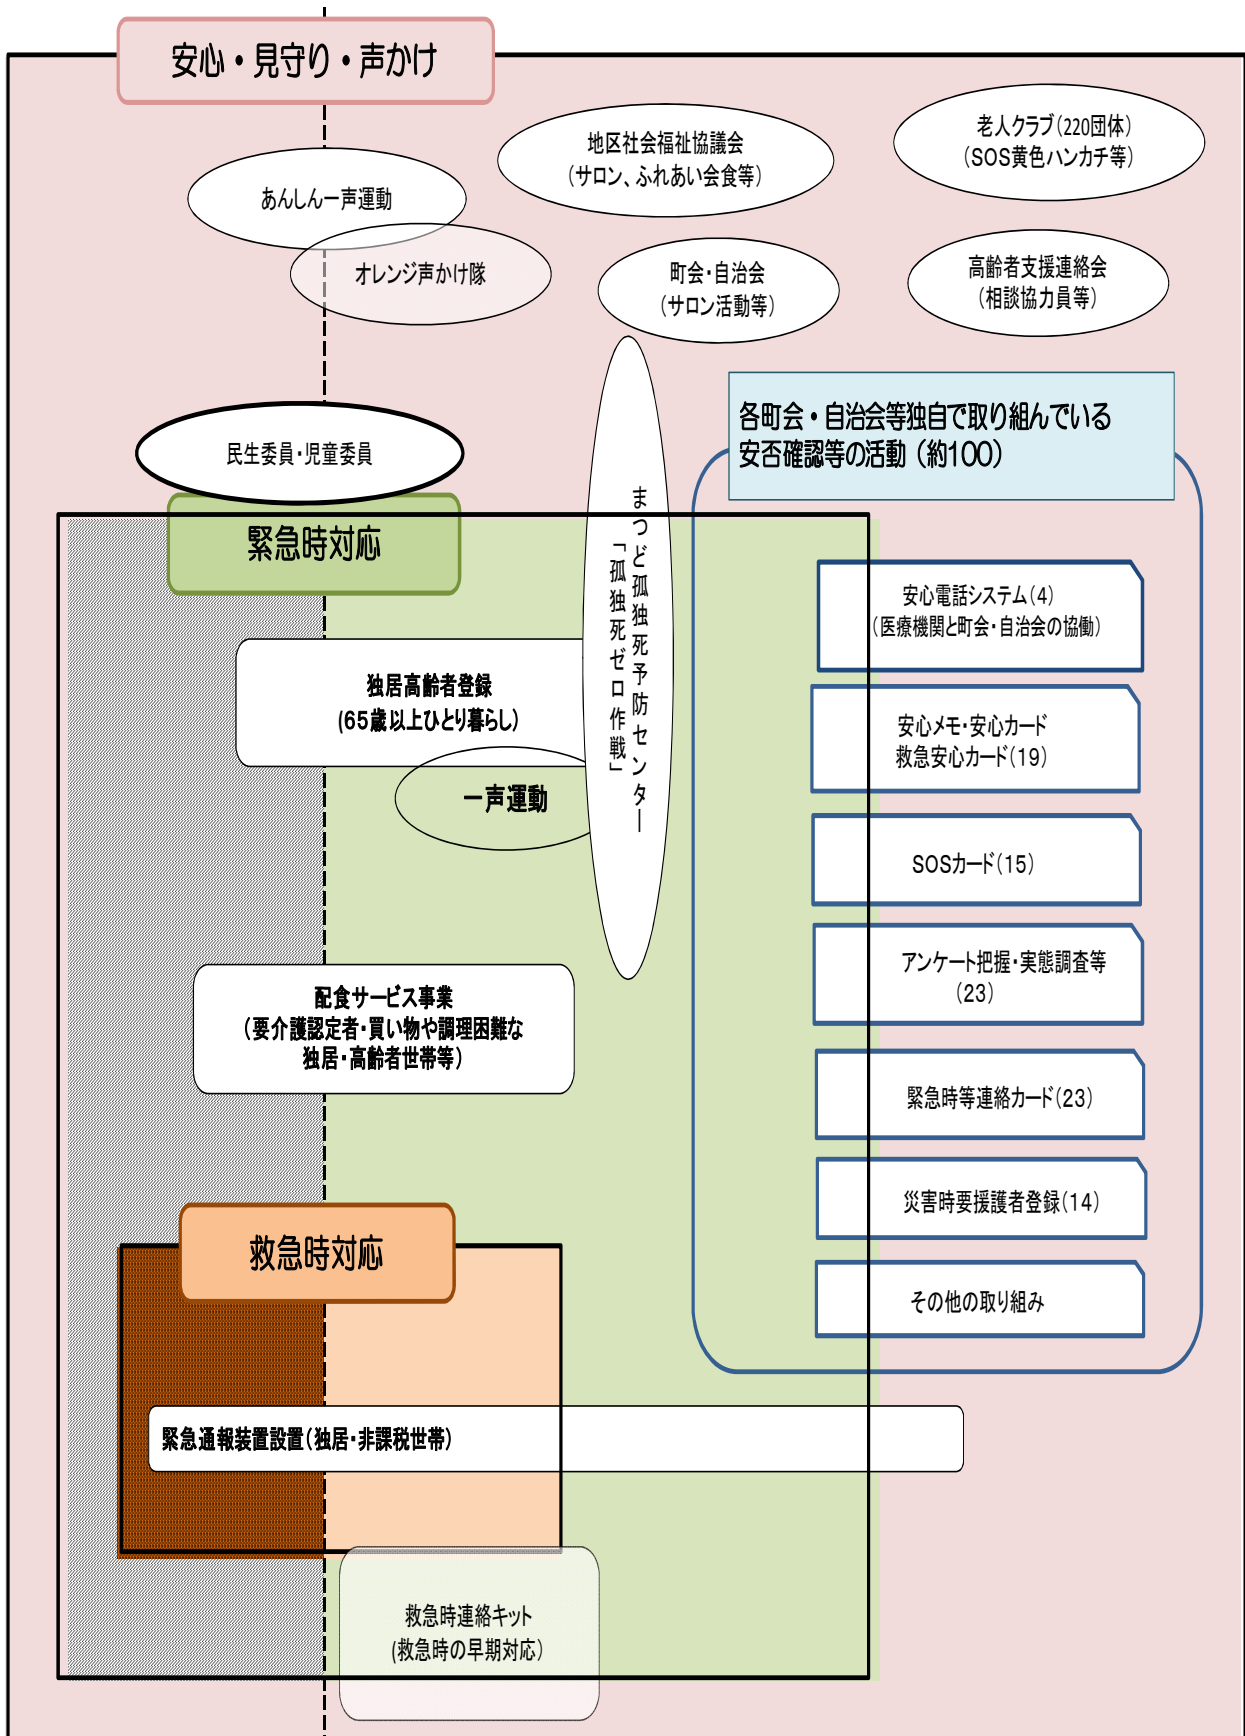 安心・見守り・声かけ
地区社会福祉協議会
(サロン、ふれあい会食等)
老人クラブ(220団体)
(SOS黄色ハンカチ等)
あんしん一声運動
オレンジ声かけ隊
町会・自治会
(サロン活動等)
高齢者支援連絡会
(相談協力員等)
民生委員・児童委員
各町会・自治会等独自で取り組んでいる
安否確認等の活動(約100)
まつど孤独死予防センター
「孤独死ゼロ作戦」
緊急時対応
独居高齢者登録
(65歳以上ひとり暮らし)
一声運動
安心電話システム(4)
(医療機関と町会・自治会の協働)
安心メモ・安心カード
救急安心カード(19)
SOSカード(15)
アンケート把握・実態調査等
(23)
緊急時等連絡カード(23)
災害時要援護者登録(14)
その他の取り組み
配食サービス事業
(要介護認定者・買い物や調理困難な
独居・高齢者世帯等)
救急時対応
緊急通報装置設置(独居・非課税世帯)
救急時連絡キット
(救急時の早期対応)